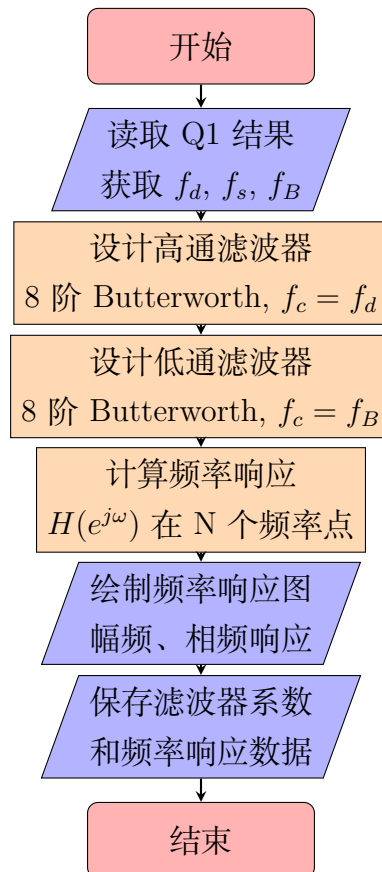 开始
读取 Q1 结果
获取 $f_d$, $f_s$, $f_B$
设计高通滤波器
8 阶 Butterworth, $f_c = f_d$
设计低通滤波器
8 阶 Butterworth, $f_c = f_B$
计算频率响应
$H(e^{j\omega})$ 在 N 个频率点
绘制频率响应图
幅频、相频响应
保存滤波器系数
和频率响应数据
结束